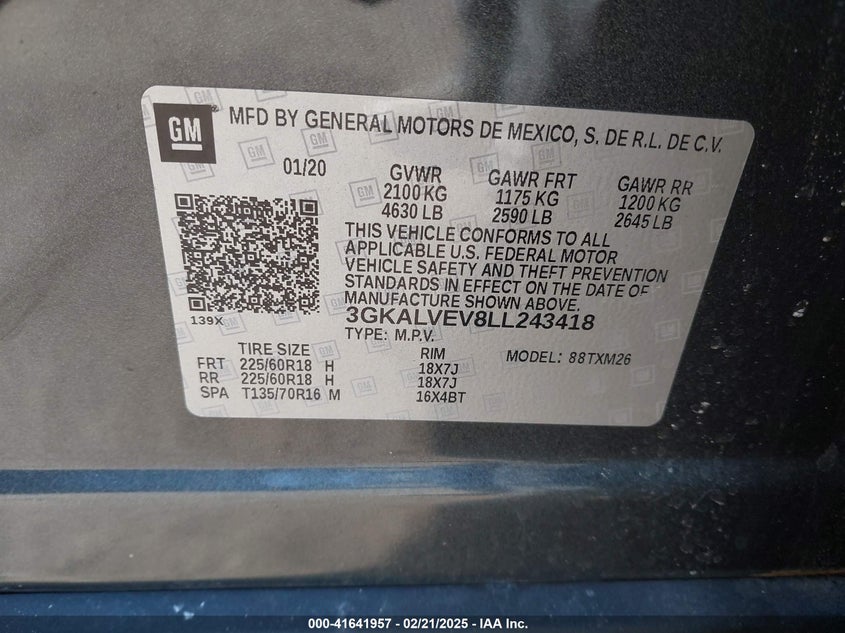 GM
MFD BY GENERAL MOTORS DE MEXICO, S. DE R.L. DE C.V.
01/20
GVWR GAWR FRT GAWR RR
2100 KG 1175 KG 1200 KG
4630 LB 2590 LB 2645 LB
THIS VEHICLE CONFORMS TO ALL
APPLICABLE U.S. FEDERAL MOTOR
VEHICLE SAFETY AND THEFT PREVENTION
STANDARDS IN EFFECT ON THE DATE OF
MANUFACTURE SHOWN ABOVE.
139X
3GKALVEV8LL243418
TYPE: M.P.V. MODEL: 88TXM26
TIRE SIZE RIM
FRT 225/60R18 H 18X7J
RR 225/60R18 H 18X7J
SPA T135/70R16 M 16X4BT
000-41641957 - 02/21/2025 - IAA Inc.